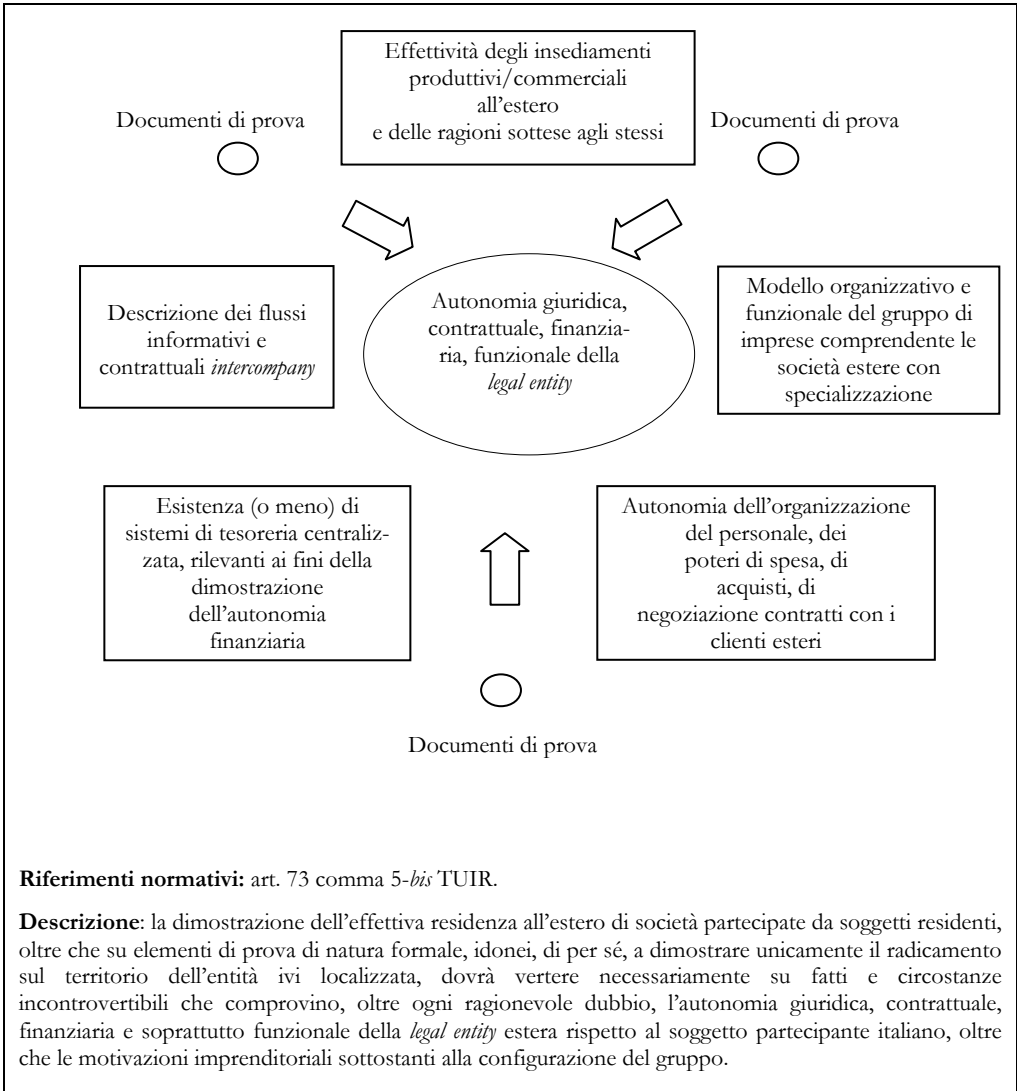 Effettività degli insediamenti
produttivi/commerciali
all’estero
e delle ragioni sottese agli stessi
Documenti di prova
Documenti di prova
Descrizione dei flussi
informativi e
contrattuali intercompany
Autonomia giuridica,
contrattuale, finanzia-
ria, funzionale della
legal entity
Modello organizzativo e
funzionale del gruppo di
imprese comprendente le
società estere con
specializzazione
Esistenza (o meno) di
sistemi di tesoreria centraliz-
zata, rilevanti ai fini della
dimostrazione
dell’autonomia
finanziaria
Autonomia dell’organizzazione
del personale, dei
poteri di spesa, di
acquisti, di
negoziazione contratti con i
clienti esteri
Documenti di prova
Riferimenti normativi: art. 73 comma 5-bis TUIR.
Descrizione: la dimostrazione dell’effettiva residenza all’estero di società partecipate da soggetti residenti,
oltre che su elementi di prova di natura formale, idonei, di per sé, a dimostrare unicamente il radicamento
sul territorio dell’entità ivi localizzata, dovrà vertere necessariamente su fatti e circostanze
incontrovertibili che comprovino, oltre ogni ragionevole dubbio, l’autonomia giuridica, contrattuale,
finanziaria e soprattutto funzionale della legal entity estera rispetto al soggetto partecipante italiano, oltre
che le motivazioni imprenditoriali sottostanti alla configurazione del gruppo.